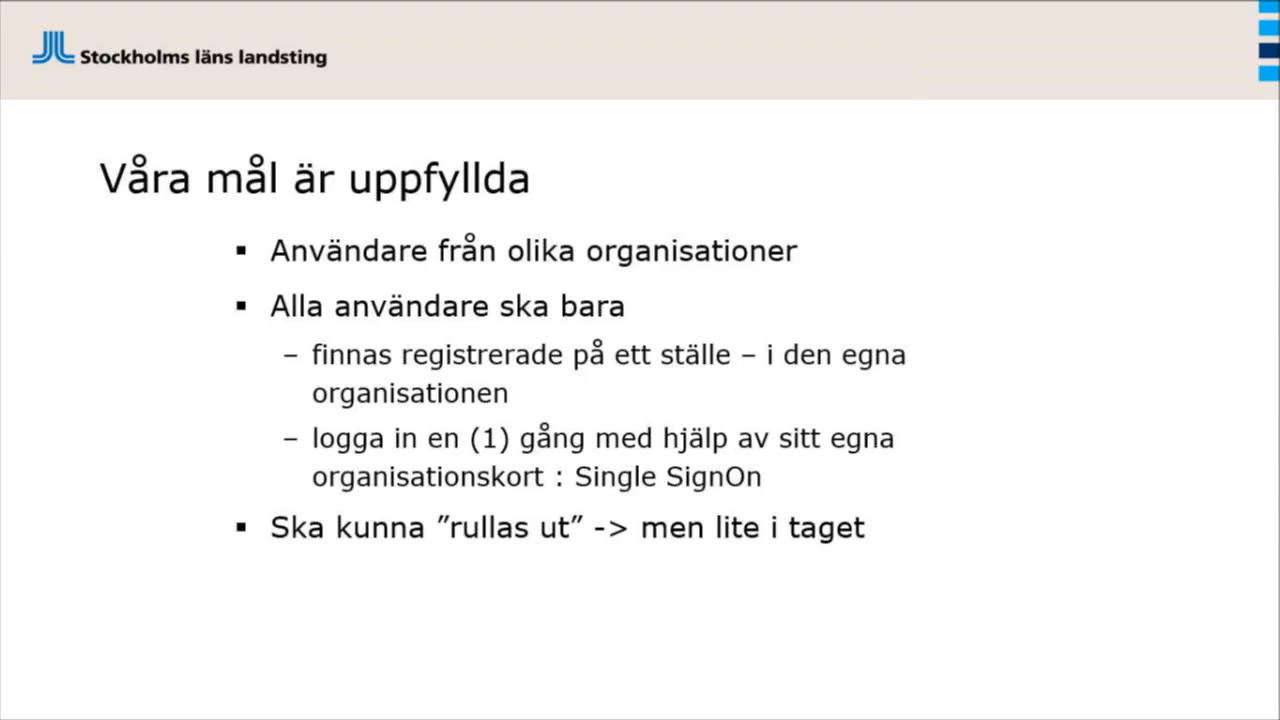 Stockholms läns landsting
Våra mål är uppfyllda
▪ Användare från olika organisationer
▪ Alla användare ska bara
– finnas registrerade på ett ställe – i den egna
organisationen
– logga in en (1) gång med hjälp av sitt egna
organisationskort : Single SignOn
▪ Ska kunna ”rullas ut” -> men lite i taget